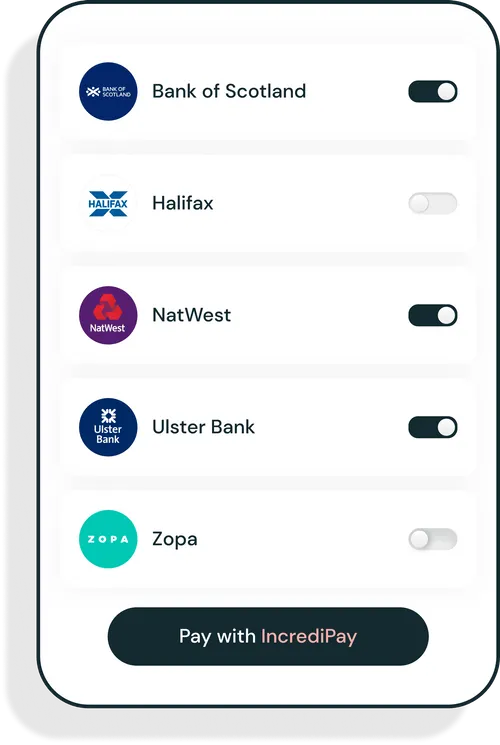 BANK OF
SCOTLAND
Bank of Scotland
HALIFAX
Halifax
NatWest
NatWest
Ulster
Bank
Ulster Bank
ZOPA
Zopa
Pay with IncrediPay